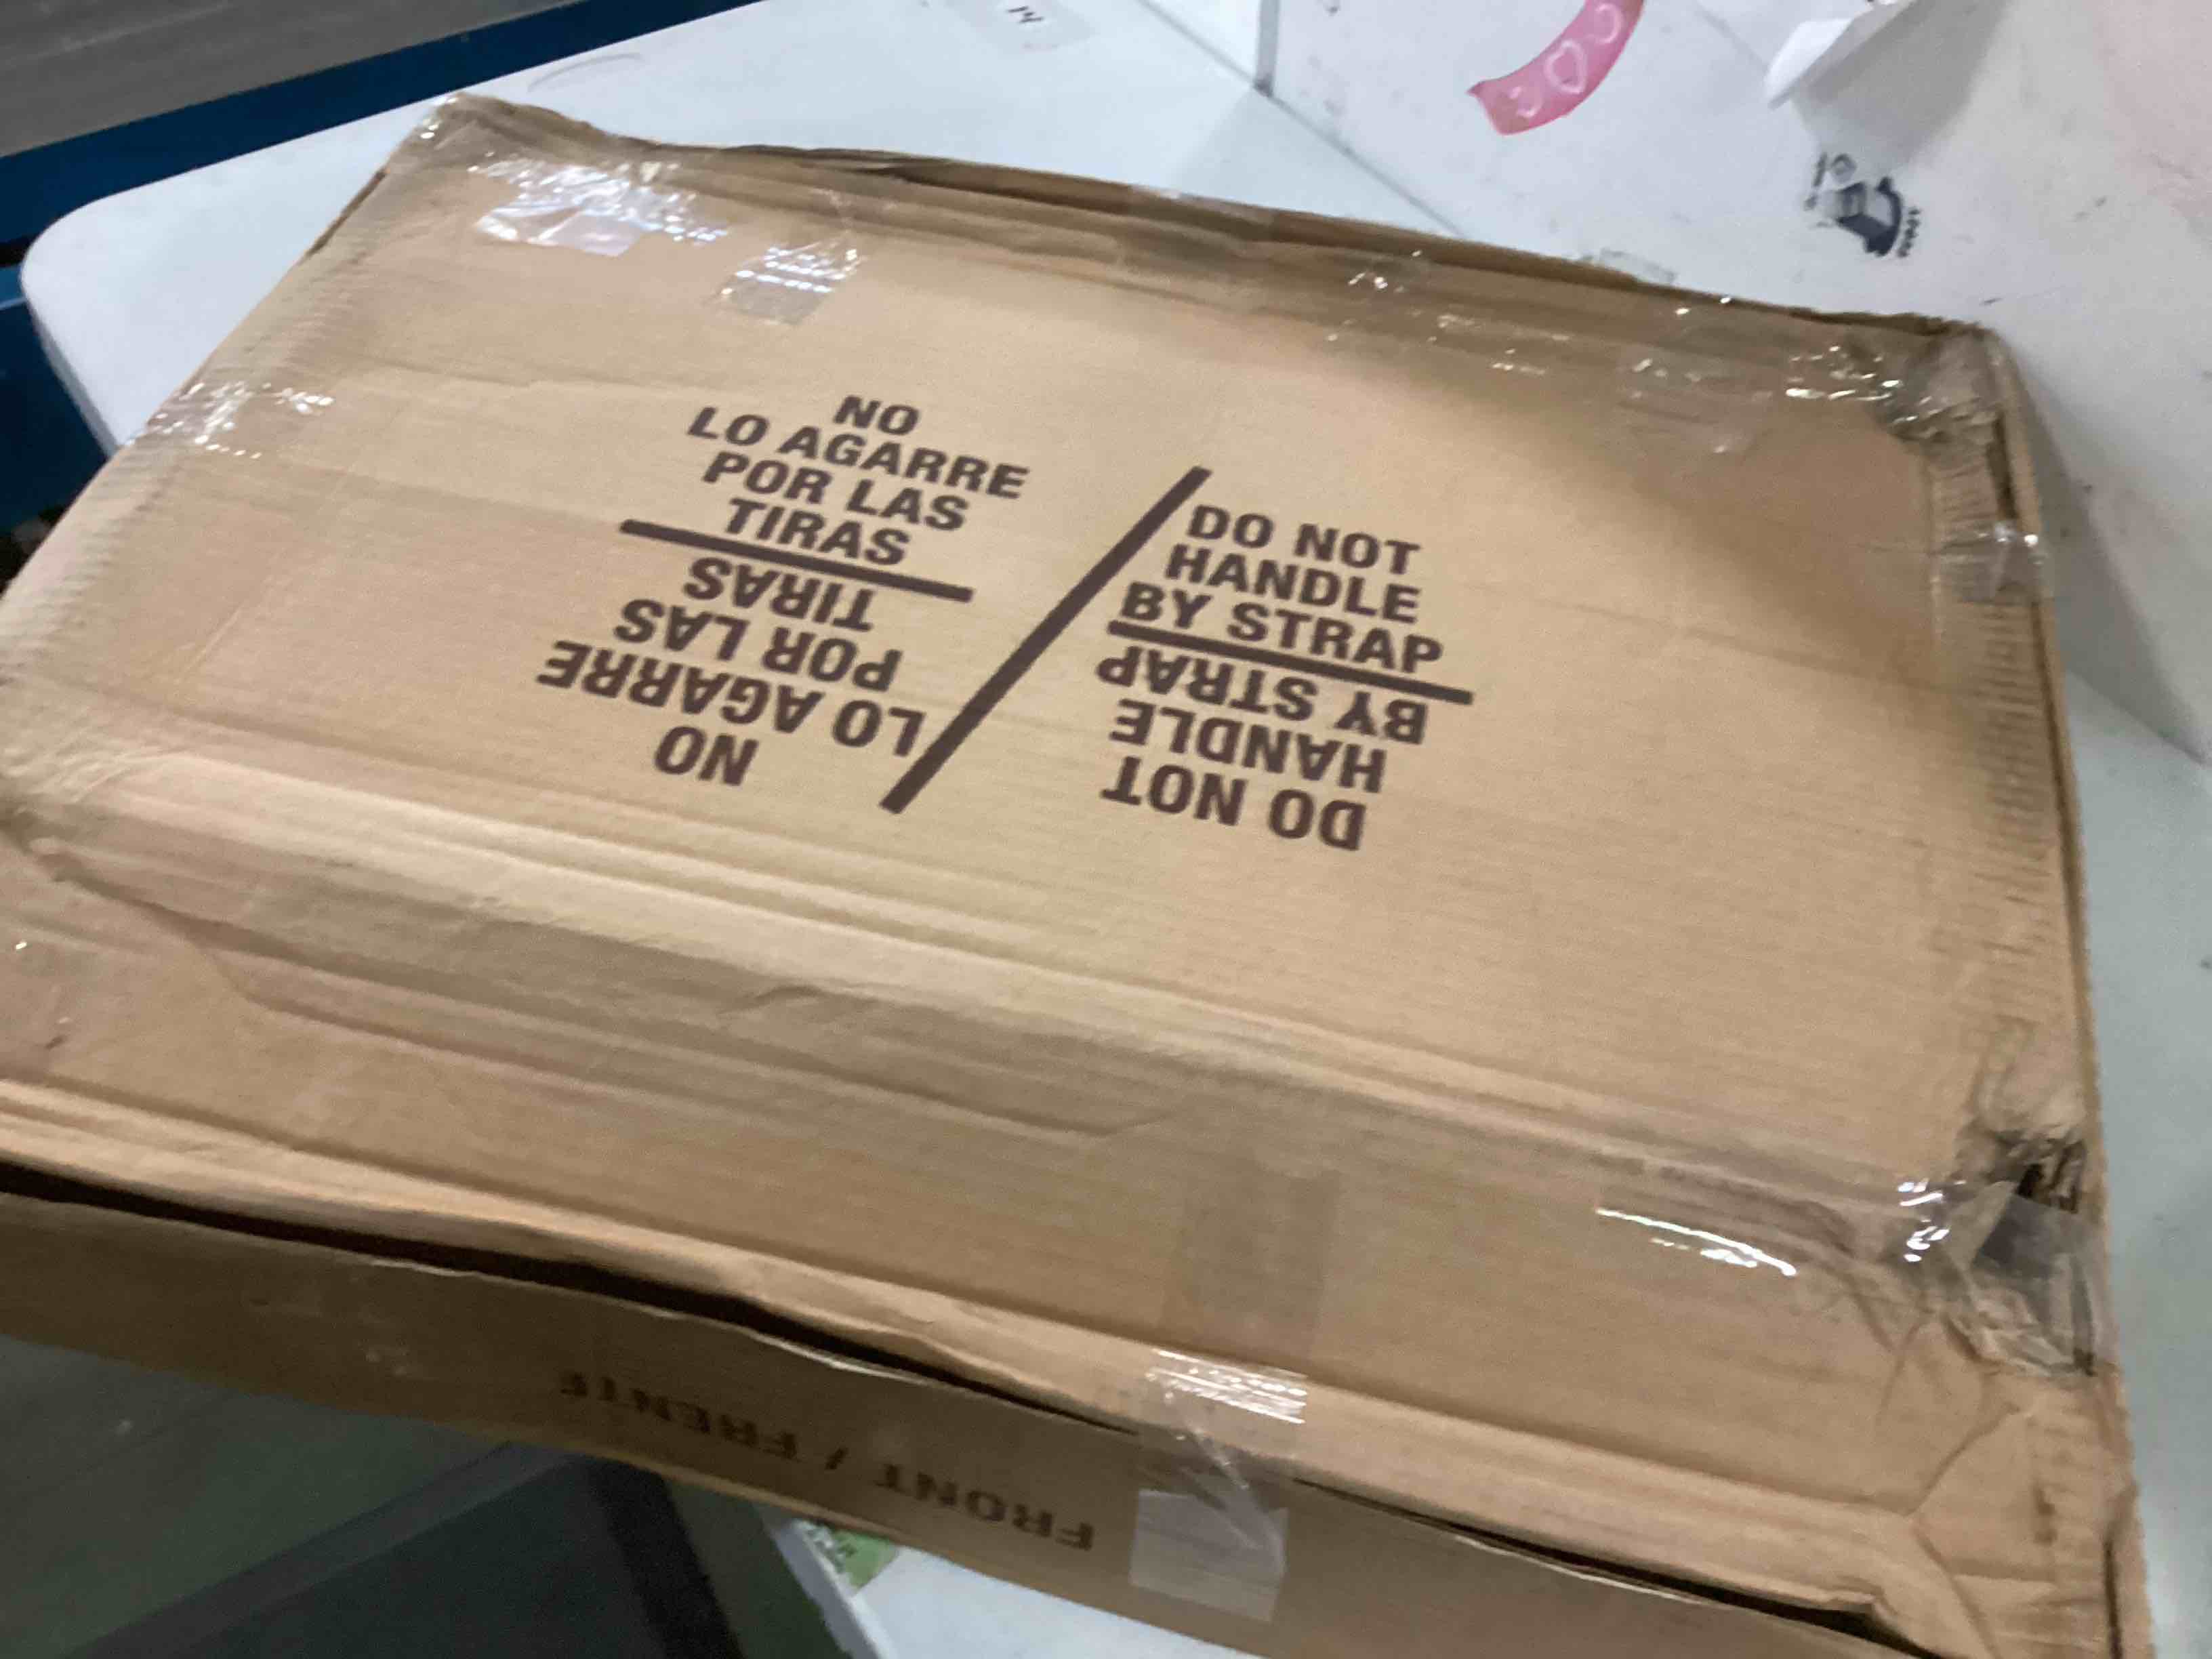 NO
LO AGARRE
POR LAS
TIRAS
TIRAS
POR LAS
LO AGARRE
NO
DO NOT
HANDLE
BY STRAP
BY STRAP
HANDLE
DO NOT
FRONT / FRENTE